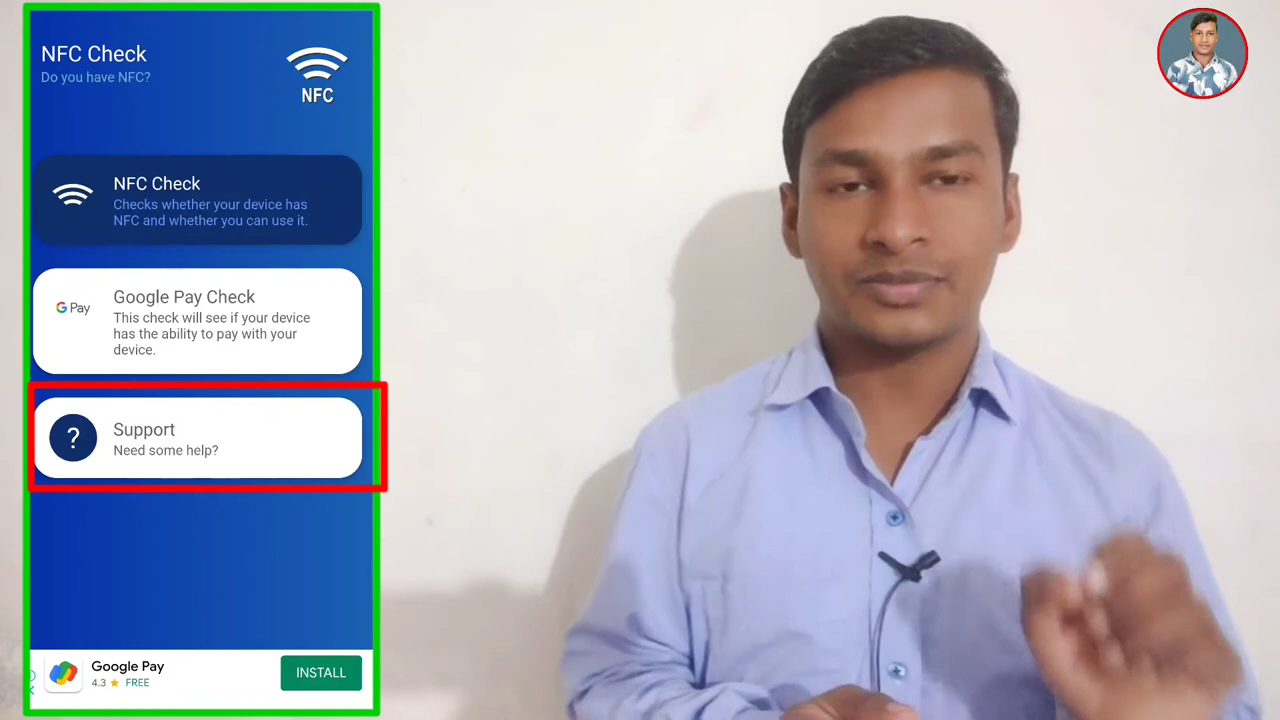 NFC Check
Do you have NFC?
NFC
NFC Check
Checks whether your device has
NFC and whether you can use it.
G Pay
Google Pay Check
This check will see if your device
has the ability to pay with your
device.
?
Support
Need some help?
Google Pay
4.3 ★ FREE
INSTALL